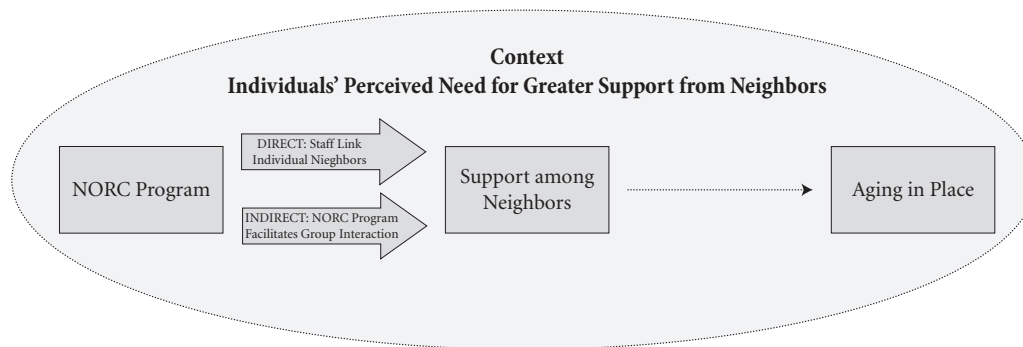 Context
Individuals' Perceived Need for Greater Support from Neighbors
NORC Program
DIRECT: Staff Link
Individual Nieghbors
INDIRECT: NORC Program
Facilitates Group Interaction
Support among
Neighbors
Aging in Place